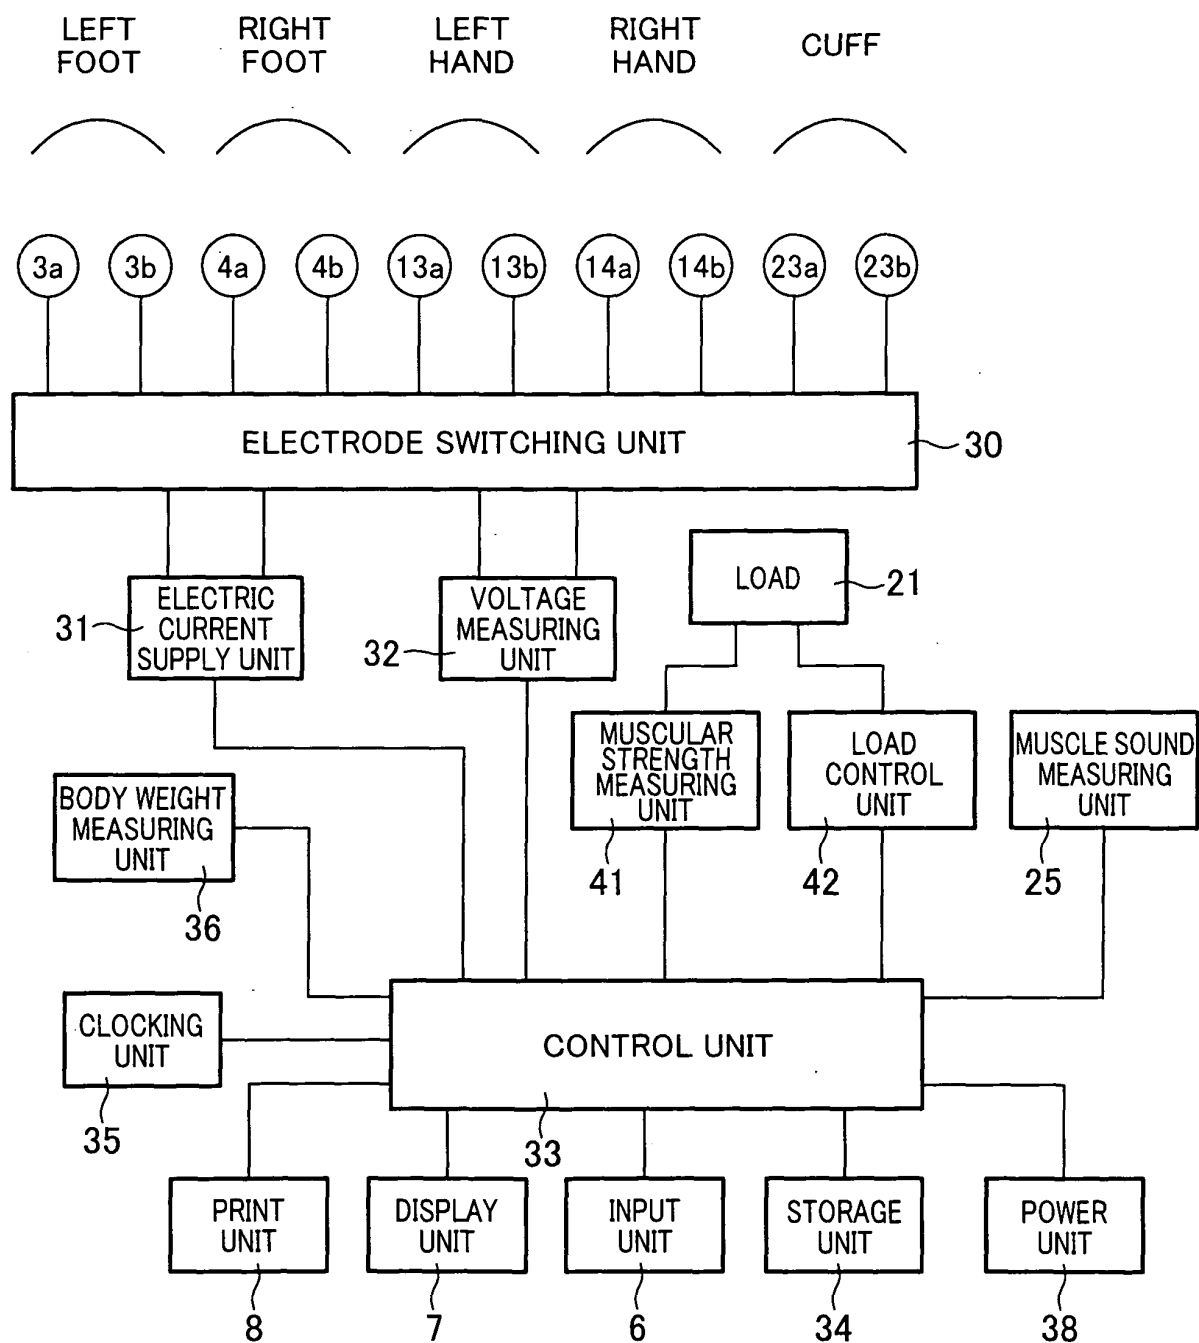 LEFT
FOOT
RIGHT
FOOT
LEFT
HAND
RIGHT
HAND
CUFF
3a
3b
4a
4b
13a
13b
14a
14b
23a
23b
ELECTRODE SWITCHING UNIT
30
ELECTRIC
CURRENT
SUPPLY UNIT
31
VOLTAGE
MEASURING
UNIT
32
LOAD
21
MUSCULAR
STRENGTH
MEASURING
UNIT
41
LOAD
CONTROL
UNIT
42
MUSCLE SOUND
MEASURING
UNIT
25
BODY WEIGHT
MEASURING
UNIT
36
CLOCKING
UNIT
35
CONTROL UNIT
33
PRINT
UNIT
8
DISPLAY
UNIT
7
INPUT
UNIT
6
STORAGE
UNIT
34
POWER
UNIT
38